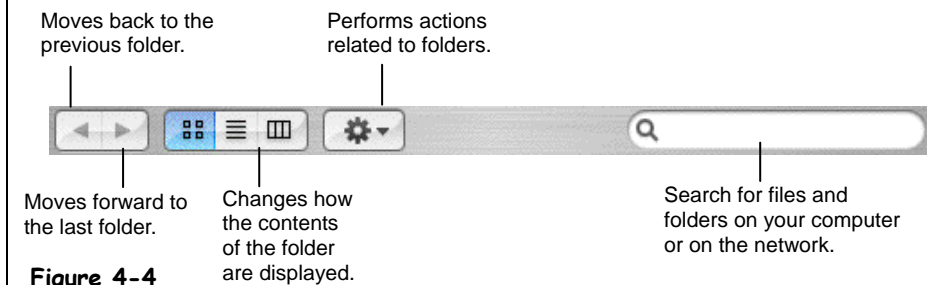 Moves back to the
previous folder.
Performs actions
related to folders.
Moves forward to
the last folder.
Changes how
the contents
of the folder
are displayed.
Search for files and
folders on your computer
or on the network.
Figure 4-4